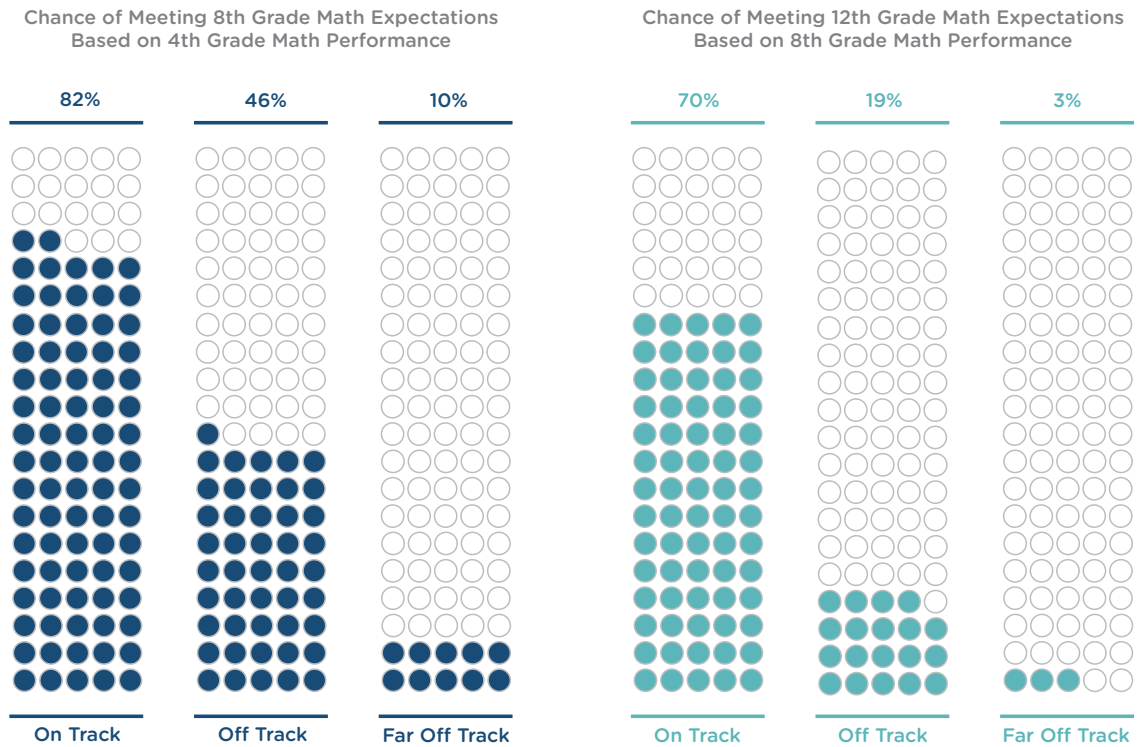 Chance of Meeting 8th Grade Math Expectations
Based on 4th Grade Math Performance
82%
46%
10%
On Track
Off Track
Far Off Track
Chance of Meeting 12th Grade Math Expectations
Based on 8th Grade Math Performance
70%
19%
3%
On Track
Off Track
Far Off Track